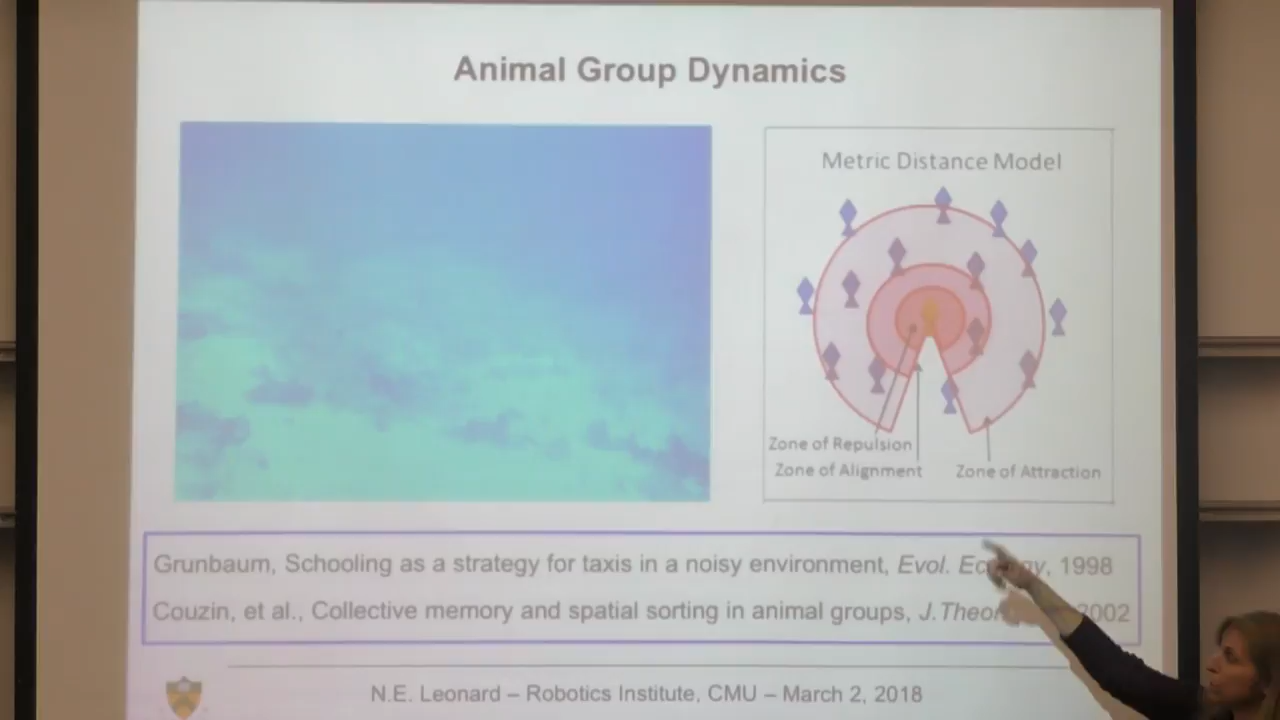 Animal Group Dynamics
Metric Distance Model
Zone of Repulsion
Zone of Alignment
Zone of Attraction
Grunbaum, Schooling as a strategy for taxis in a noisy environment, Evol. 1998
Couzin, et al., Collective memory and spatial sorting in animal groups, J. 2002
N.E. Leonard – Robotics Institute, CMU – March 2, 2018